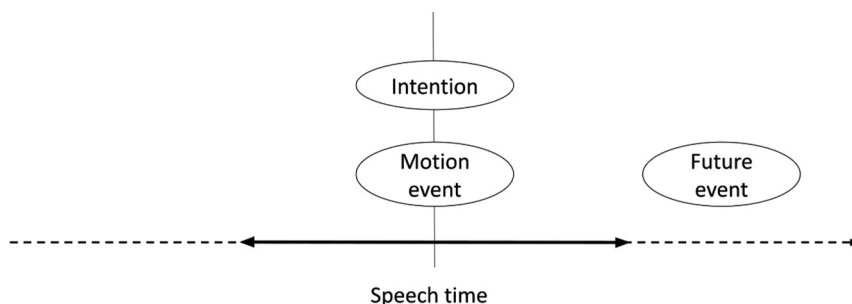 Intention
Motion
event
Future
event
Speech time